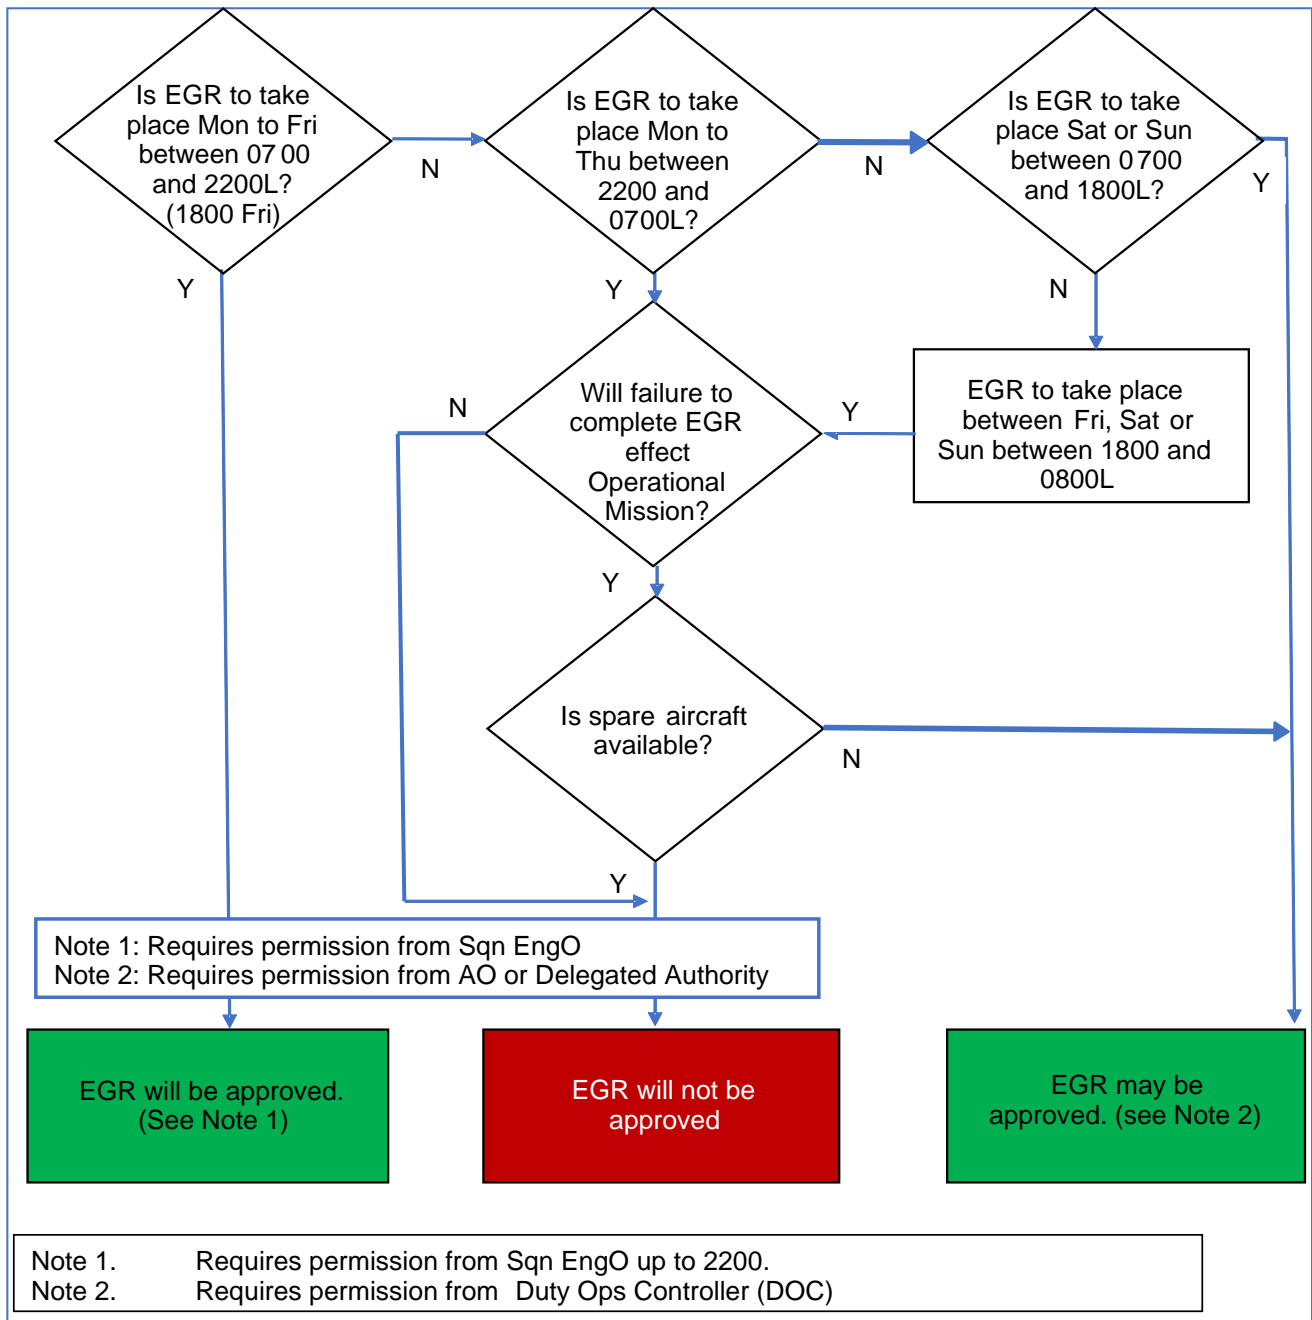 Is EGR to take
place Mon to Fri
between 0700
and 2200L?
(1800 Fri)
N
Y
Is EGR to take
place Mon to
Thu between
2200 and
0700L?
N
Y
Is EGR to take
place Sat or Sun
between 0700
and 1800L?
Y
N
EGR to take place
between Fri, Sat or
Sun between 1800 and
0800L
Y
Will failure to
complete EGR
effect
Operational
Mission?
N
Y
Is spare aircraft
available?
N
Y
Note 1: Requires permission from Sqn EngO
Note 2: Requires permission from AO or Delegated Authority
EGR will be approved.
(See Note 1)
EGR will not be
approved
EGR may be
approved. (see Note 2)
Note 1. Requires permission from Sqn EngO up to 2200.
Note 2. Requires permission from Duty Ops Controller (DOC)